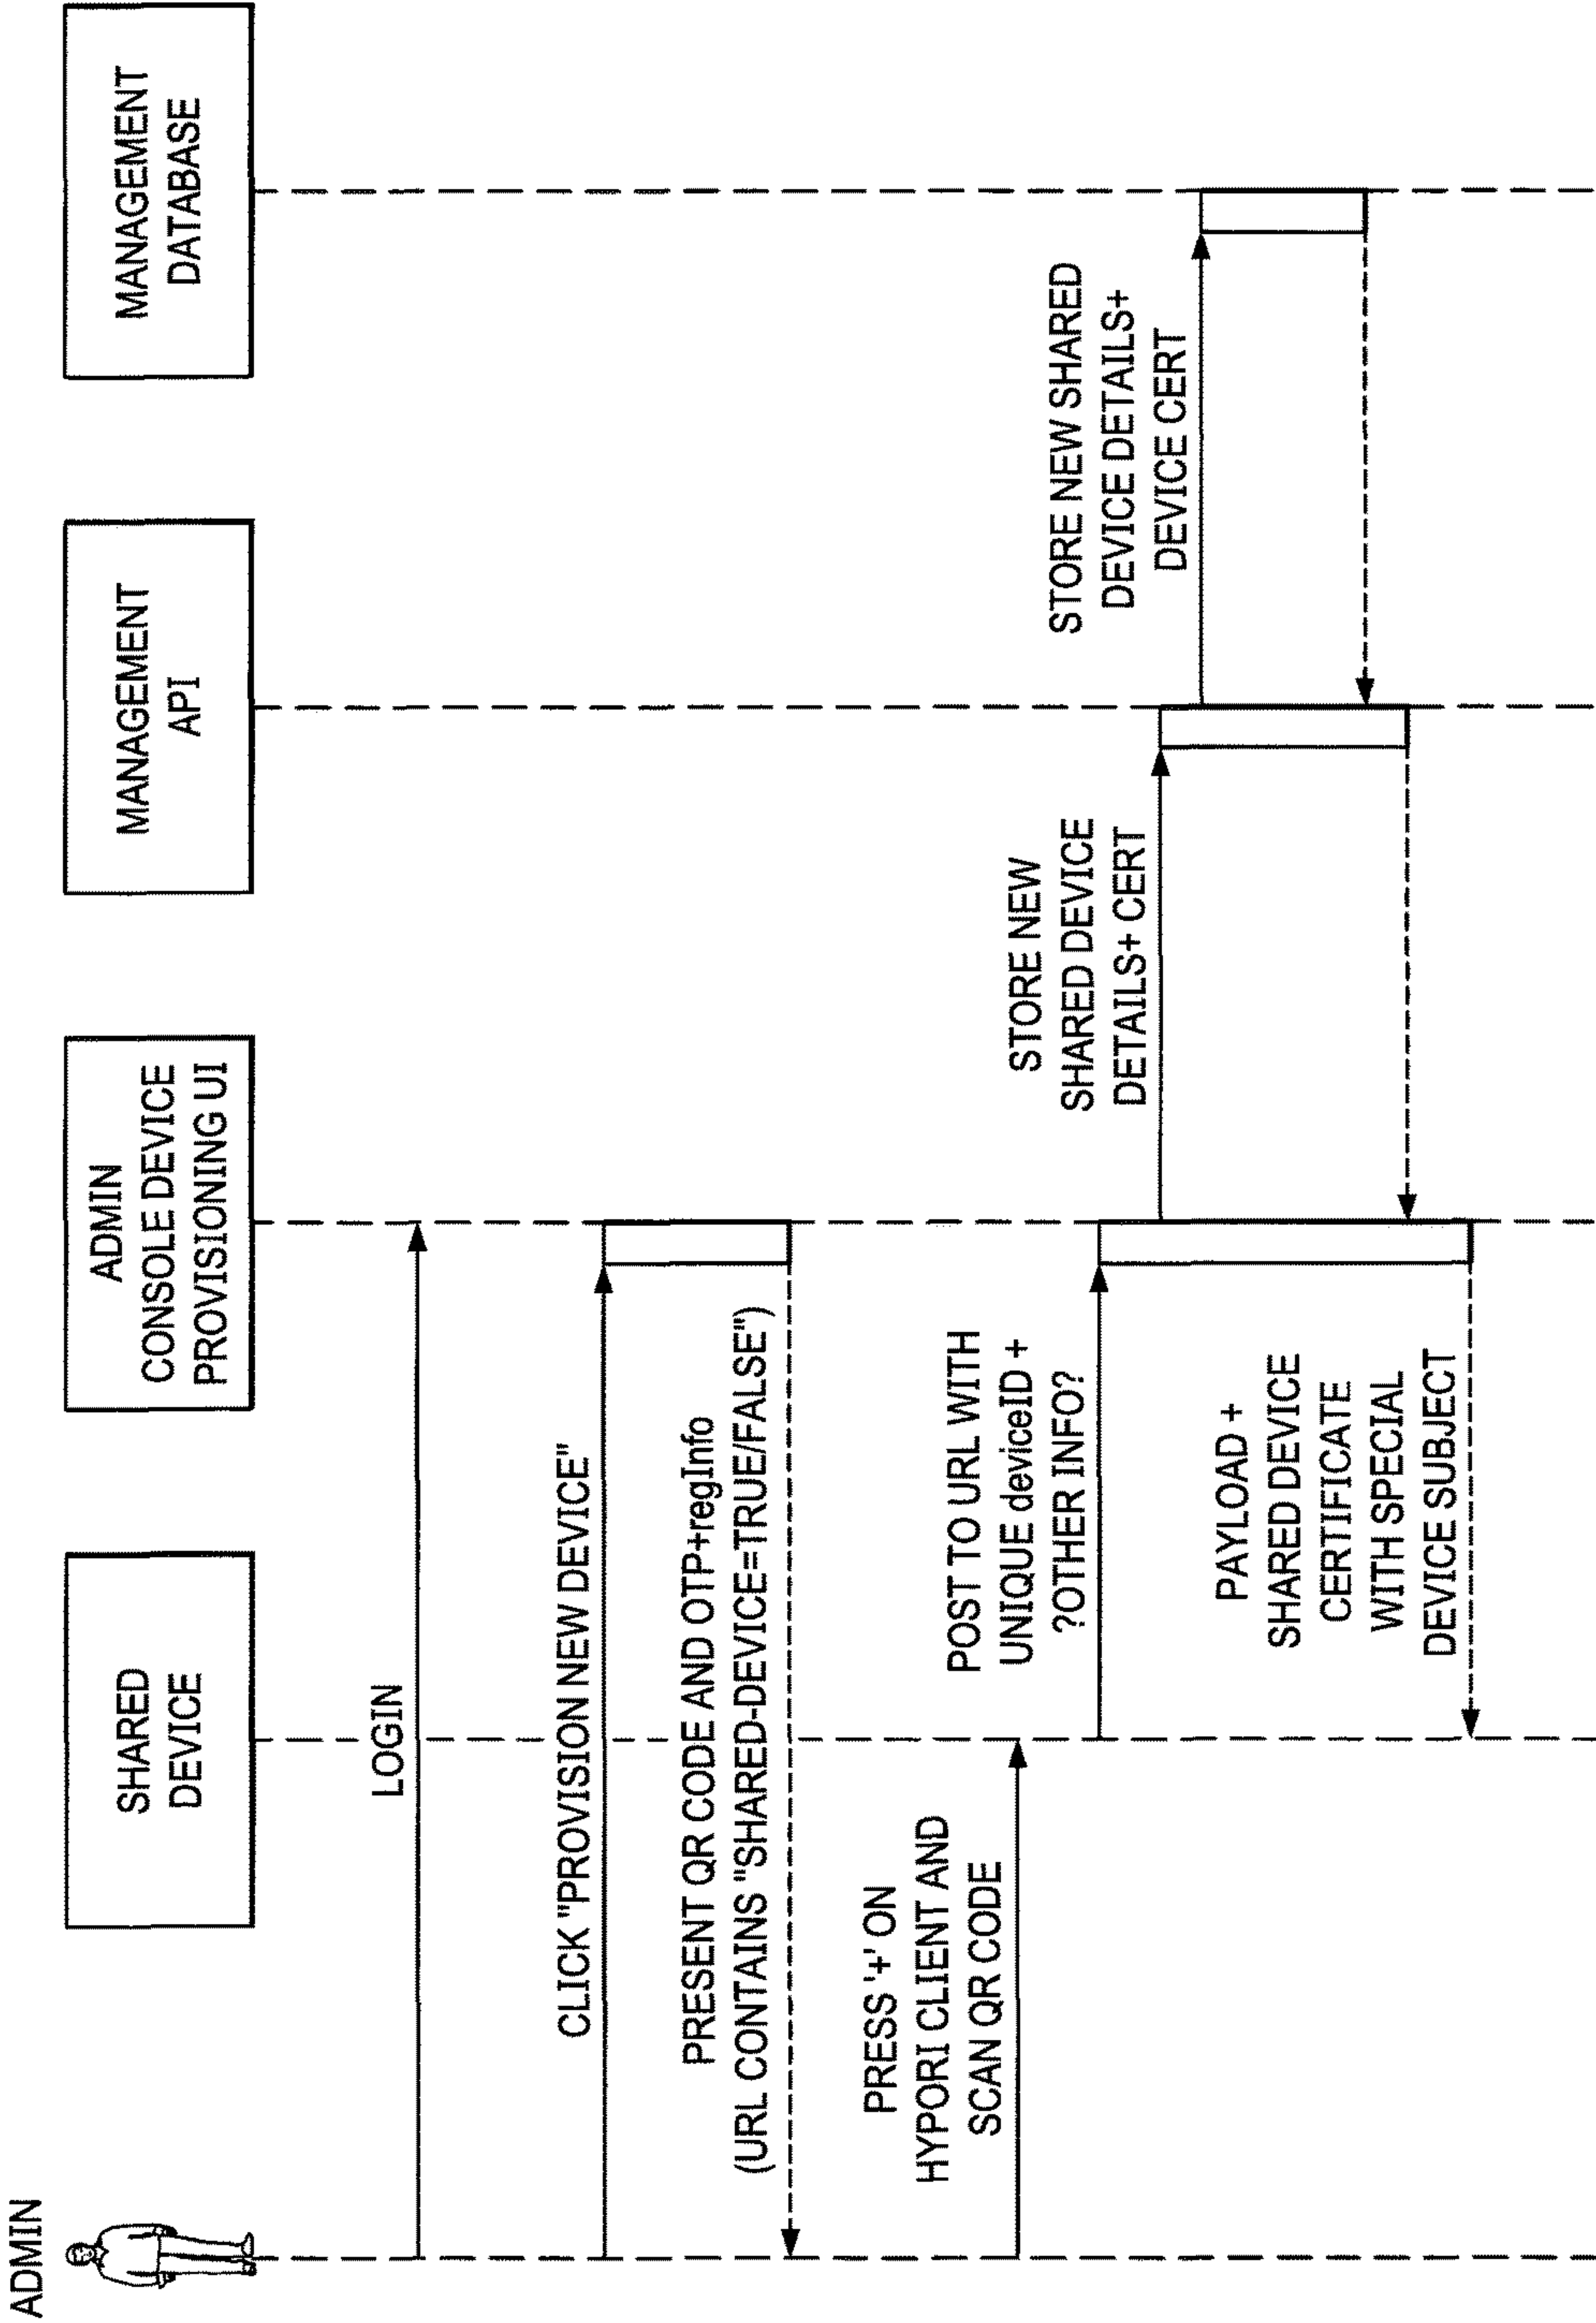 ADMIN
SHARED
DEVICE
ADMIN
CONSOLE DEVICE
PROVISIONING UI
MANAGEMENT
API
MANAGEMENT
DATABASE
LOGIN
CLICK "PROVISION NEW DEVICE"
PRESENT QR CODE AND OTP+regInfo
(URL CONTAINS "SHARED-DEVICE=TRUE/FALSE")
PRESS '+' ON
HYPORI CLIENT AND
SCAN QR CODE
POST TO URL WITH
UNIQUE deviceID +
?OTHER INFO?
STORE NEW
SHARED DEVICE
DETAILS+ CERT
STORE NEW SHARED
DEVICE DETAILS+
DEVICE CERT
PAYLOAD +
SHARED DEVICE
CERTIFICATE
WITH SPECIAL
DEVICE SUBJECT